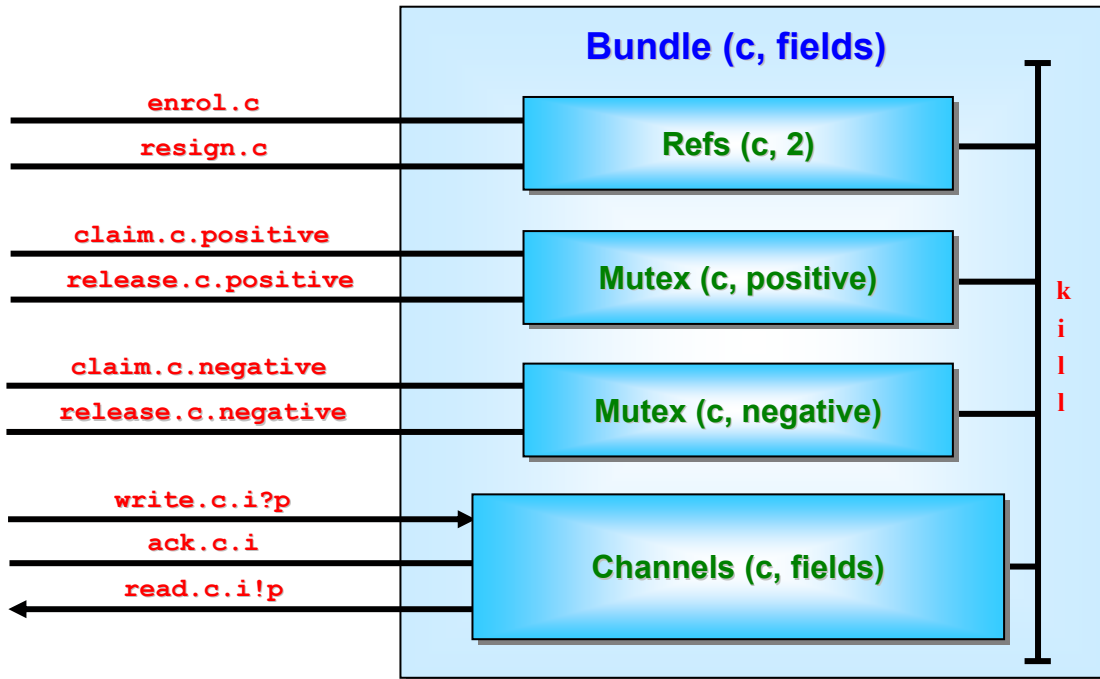 Bundle (c, fields)
enrol.c
resign.c
Refs (c, 2)
claim.c.positive
release.c.positive
Mutex (c, positive)
claim.c.negative
release.c.negative
Mutex (c, negative)
write.c.i?p
ack.c.i
read.c.i!p
Channels (c, fields)
k
i
l
l